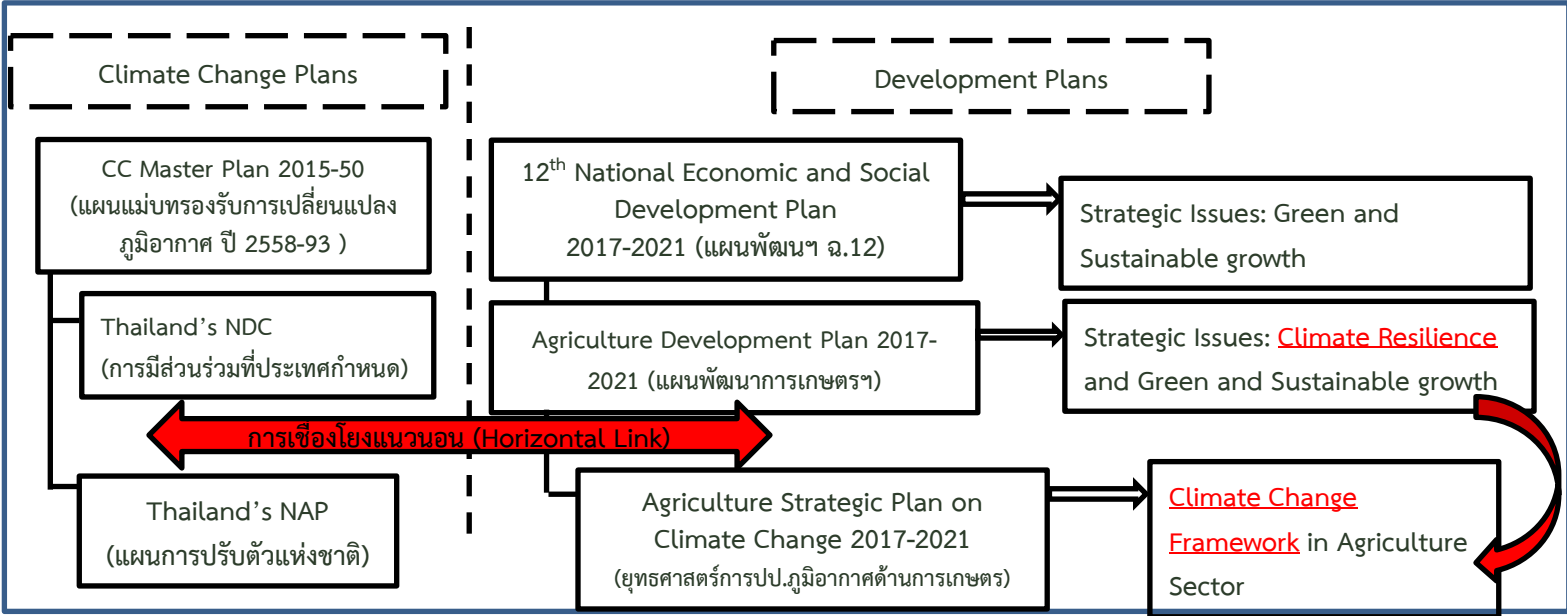 Climate Change Plans
Development Plans
CC Master Plan 2015-50
(แผนแม่บทรองรับการเปลี่ยนแปลง
ภูมิอากาศ ปี 2558-93 )
12th National Economic and Social
Development Plan
2017-2021 (แผนพัฒนฯ ฉ.12)
Strategic Issues: Green and
Sustainable growth
Thailand's NDC
(การมีส่วนร่วมที่ประเทศกำหนด)
Agriculture Development Plan 2017-
2021 (แผนพัฒนาการเกษตรฯ)
Strategic Issues: Climate Resilience
and Green and Sustainable growth
การเชื่องโยงแนวนอน (Horizontal Link)
Thailand's NAP
(แผนการปรับตัวแห่งชาติ)
Agriculture Strategic Plan on
Climate Change 2017-2021
(ยุทธศาสตร์การปป.ภูมิอากาศด้านการเกษตร)
Climate Change
Framework in Agriculture
Sector